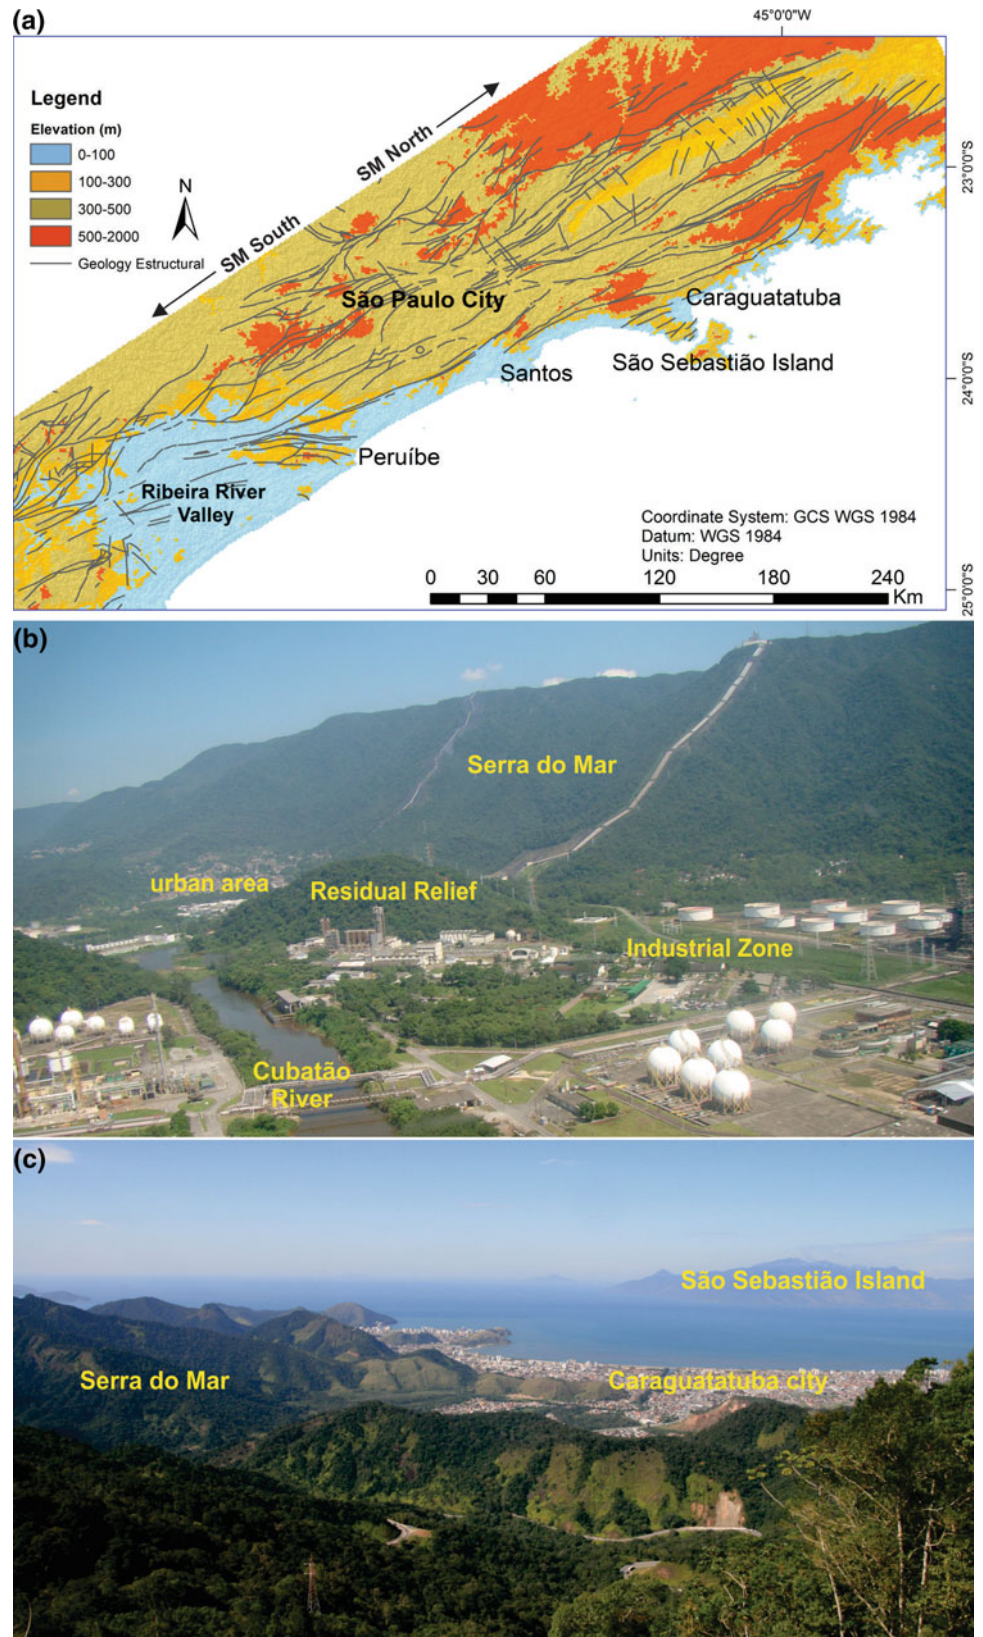 (a)
45°0'0"W
Legend
Elevation (m)
0-100
100-300
300-500
500-2000
Geology Estructural
N
SM North
SM South
23°0'0"S
São Paulo City
Caraguatatuba
São Sebastião Island
Santos
24°0'0"S
Peruíbe
Ribeira River
Valley
Coordinate System: GCS WGS 1984
Datum: WGS 1984
Units: Degree
0 30 60 120 180 240
Km
25°0'0"S
(b)
Serra do Mar
urban area
Residual Relief
Industrial Zone
Cubatão
River
(c)
São Sebastião Island
Serra do Mar
Caraguatatuba city